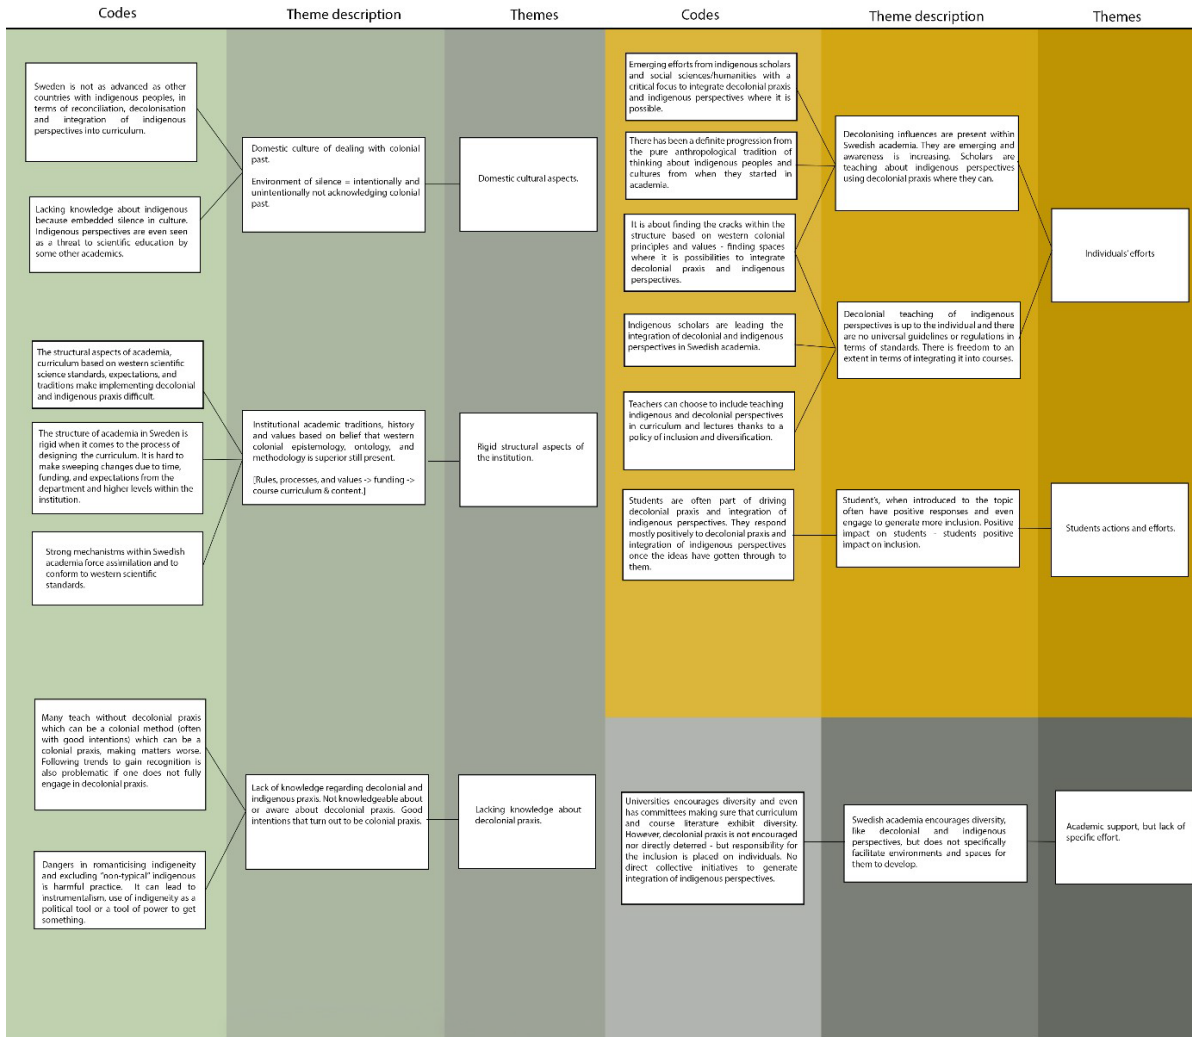 Codes
Theme description
Themes
Sweden is not as advanced as other
countries with indigenous peoples, in
terms of reconciliation, decolonisation
and integration of indigenous
perspectives into curriculum.
Lacking knowledge about indigenous
because embedded silence in culture.
Indigenous perspectives are even seen
as a threat to scientific education by
some other academics.
Domestic culture of dealing with colonial
past.
Environment of silence = intentionally and
unintentionally not acknowledging colonial
past.
Domestic cultural aspects.
The structural aspects of academia,
curriculum based on western scientific
science standards, expectations, and
traditions make implementing decolonial
and indigenous praxis difficult.
The structure of academia in Sweden is
rigid when it comes to the process of
designing the curriculum. It is hard to
make sweeping changes due to time,
funding, and expectations from the
department and higher levels within the
institution.
Strong mechanistms within Swedish
academia force assimilation and to
conform to western scientific
standards.
Institutional academic traditions, history
and values based on belief that western
colonial epistemology, ontology, and
methodology is superior still present.
[Rules, processes, and values -> funding ->
course curriculum & content.]
Rigid structural aspects of
the institution.
Many teach without decolonial praxis
which can be a colonial method (often
with good intentions) which can be a
colonial praxis, making matters worse.
Following trends to gain recognition is
also problematic if one does not fully
engage in decolonial praxis.
Dangers in romanticising indigeneity
and excluding "non-typical" indigenous
is harmful practice. It can lead to
instrumentalism, use of indigeneity as a
political tool or a tool of power to get
something.
Lack of knowledge regarding decolonial and
indigenous praxis. Not knowledgeable about
or aware about decolonial praxis. Good
intentions that turn out to be colonial praxis.
Lacking knowledge about
decolonial praxis.
Codes
Theme description
Themes
Emerging efforts from indigenous scholars
and social sciences/humanities with a
critical focus to integrate decolonial praxis
and indigenous perspectives where it is
possible.
There has been a definite progression from
the pure anthropological tradition of
thinking about indigenous peoples and
cultures from when they started in
academia.
It is about finding the cracks within the
structure based on western colonial
principles and values - finding spaces
where it is possibilities to integrate
decolonial praxis and indigenous
perspectives.
Indigenous scholars are leading the
integration of decolonial and indigenous
perspectives in Swedish academia.
Teachers can choose to include teaching
indigenous and decolonial perspectives
in curriculum and lectures thanks to a
policy of inclusion and diversification.
Decolonising influences are present within
Swedish academia. They are emerging and
awareness is increasing. Scholars are
teaching about indigenous perspectives
using decolonial praxis where they can.
Decolonial teaching of indigenous
perspectives is up to the individual and there
are no universal guidelines or regulations in
terms of standards. There is freedom to an
extent in terms of integrating it into courses.
Individuals' efforts
Students are often part of driving
decolonial praxis and integration of
indigenous perspectives. They respond
mostly positively to decolonial praxis and
integration of indigenous perspectives
once the ideas have gotten through to
them.
Student's, when introduced to the topic
often have positive responses and even
engage to generate more inclusion. Positive
impact on students - students positive
impact on inclusion.
Students actions and efforts.
Universities encourages diversity and even
has committees making sure that curriculum
and course literature exhibit diversity.
However, decolonial praxis is not encouraged
nor directly deterred - but responsibility for
the inclusion is placed on individuals. No
direct collective initiatives to generate
integration of indigenous perspectives.
Swedish academia encourages diversity,
like decolonial and indigenous
perspectives, but does not specifically
facilitate environments and spaces for
them to develop.
Academic support, but lack of
specific effort.